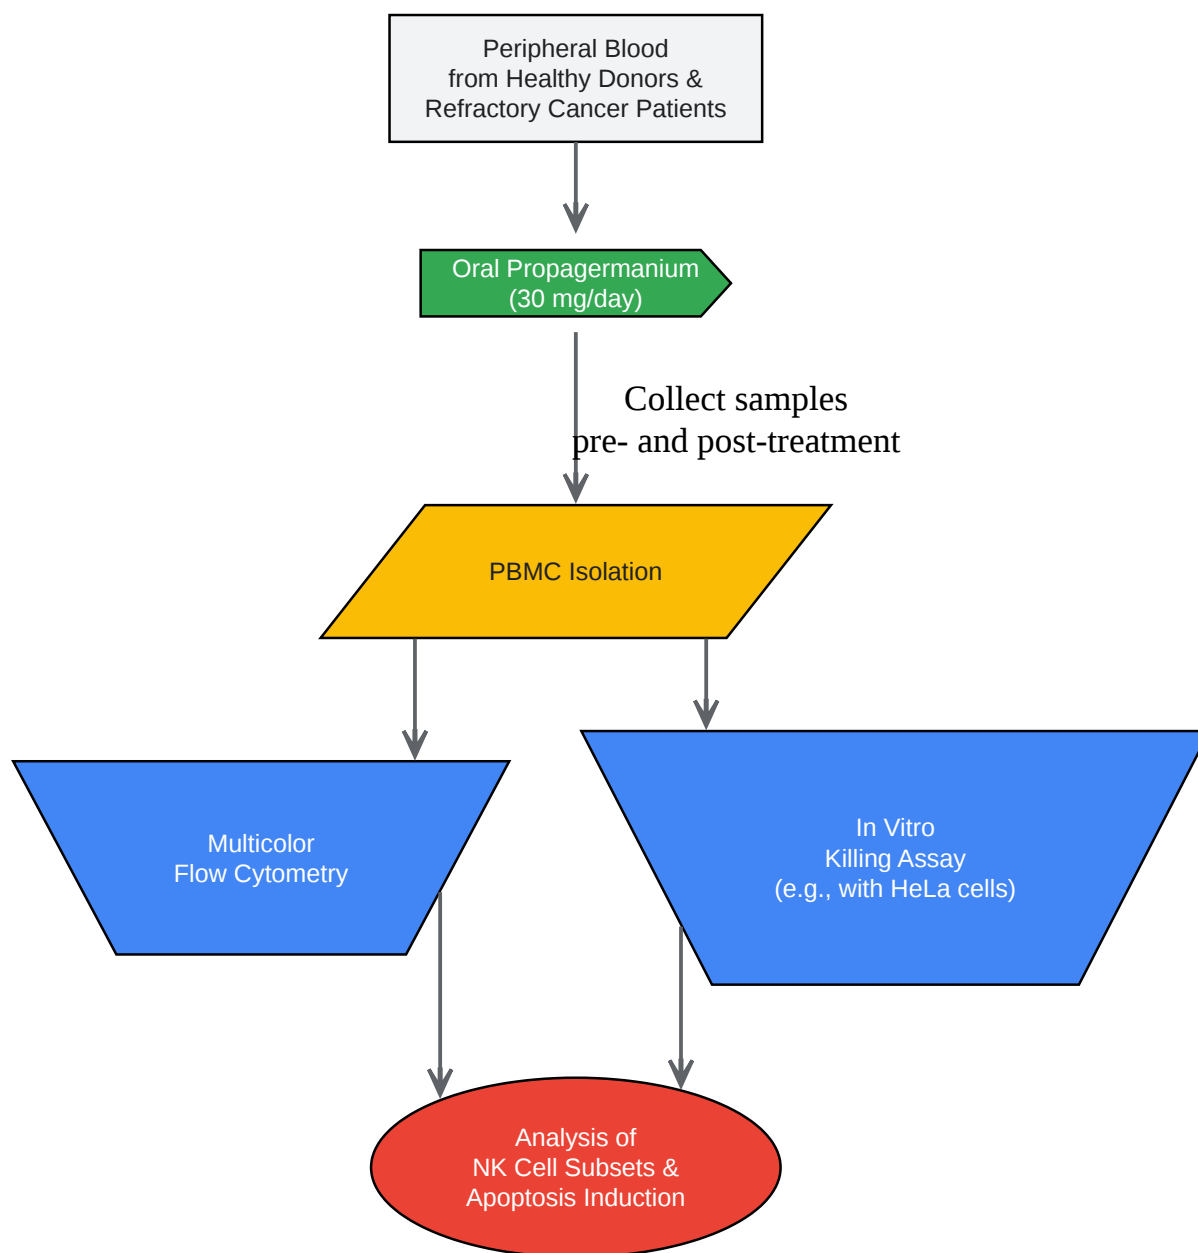 Peripheral Blood
from Healthy Donors &
Refractory Cancer Patients
Oral Propagermanium
(30 mg/day)
Collect samples
pre- and post-treatment
PBMC Isolation
Multicolor
Flow Cytometry
In Vitro
Killing Assay
(e.g., with HeLa cells)
Analysis of
NK Cell Subsets &
Apoptosis Induction